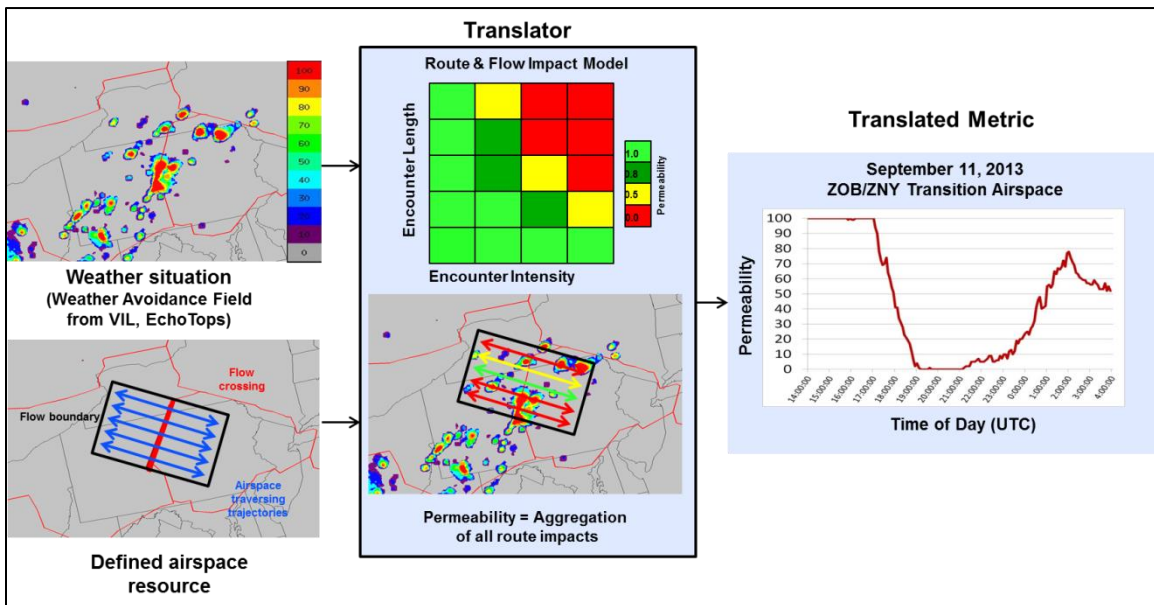 Translator
Route & Flow Impact Model
Encounter Length
Encounter Intensity
1.0
0.8
0.5
0.0
Permeability
100
90
80
70
60
50
40
30
20
10
0
Weather situation
(Weather Avoidance Field
from VIL, EchoTops)
Flow
crossing
Flow boundary
Airspace
traversing
trajectories
Defined airspace
resource
Permeability = Aggregation
of all route impacts
Translated Metric
September 11, 2013
ZOB/ZNY Transition Airspace
Permeability
100
90
80
70
60
50
40
30
20
10
0
14:00:00
15:00:00
16:00:00
17:00:00
18:00:00
19:00:00
20:00:00
21:00:00
22:00:00
23:00:00
0:00:00
1:00:00
2:00:00
3:00:00
4:00:00
Time of Day (UTC)